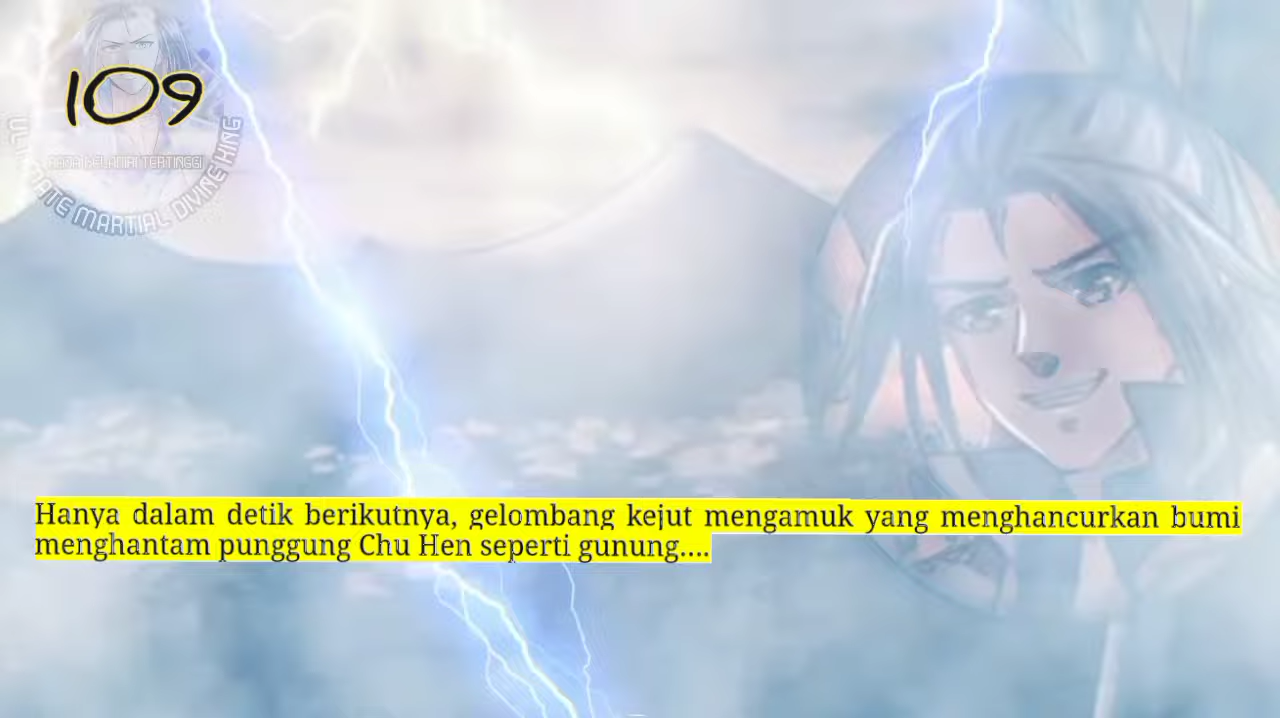 109
ULTIMATE MARTIAL DIVINE KING
Hanya dalam detik berikutnya, gelombang kejut mengamuk yang menghancurkan bumi
menghantam punggung Chu Hen seperti gunung....